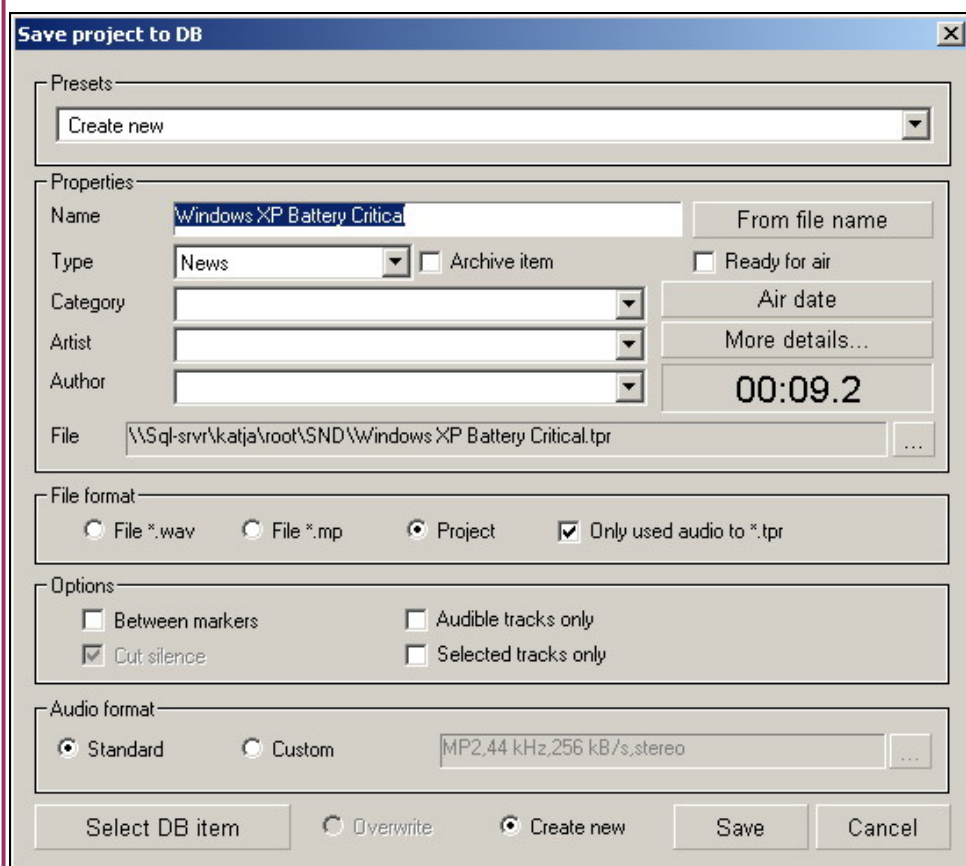 Save project to DB
Presets
Create new
Properties
Name Windows XP Battery Critical From file name
Type News Archive item Ready for air
Category Air date
Artist More details...
Author 00:09.2
File \\Sql-srvr\katja\root\SND\Windows XP Battery Critical.tpr ...
File format
File *.wav File *.mp Project Only used audio to *.tpr
Options
Between markers Audible tracks only
Cut silence Selected tracks only
Audio format
Standard Custom MP2,44 kHz,256 kB/s,stereo ...
Select DB item Overwrite Create new Save Cancel